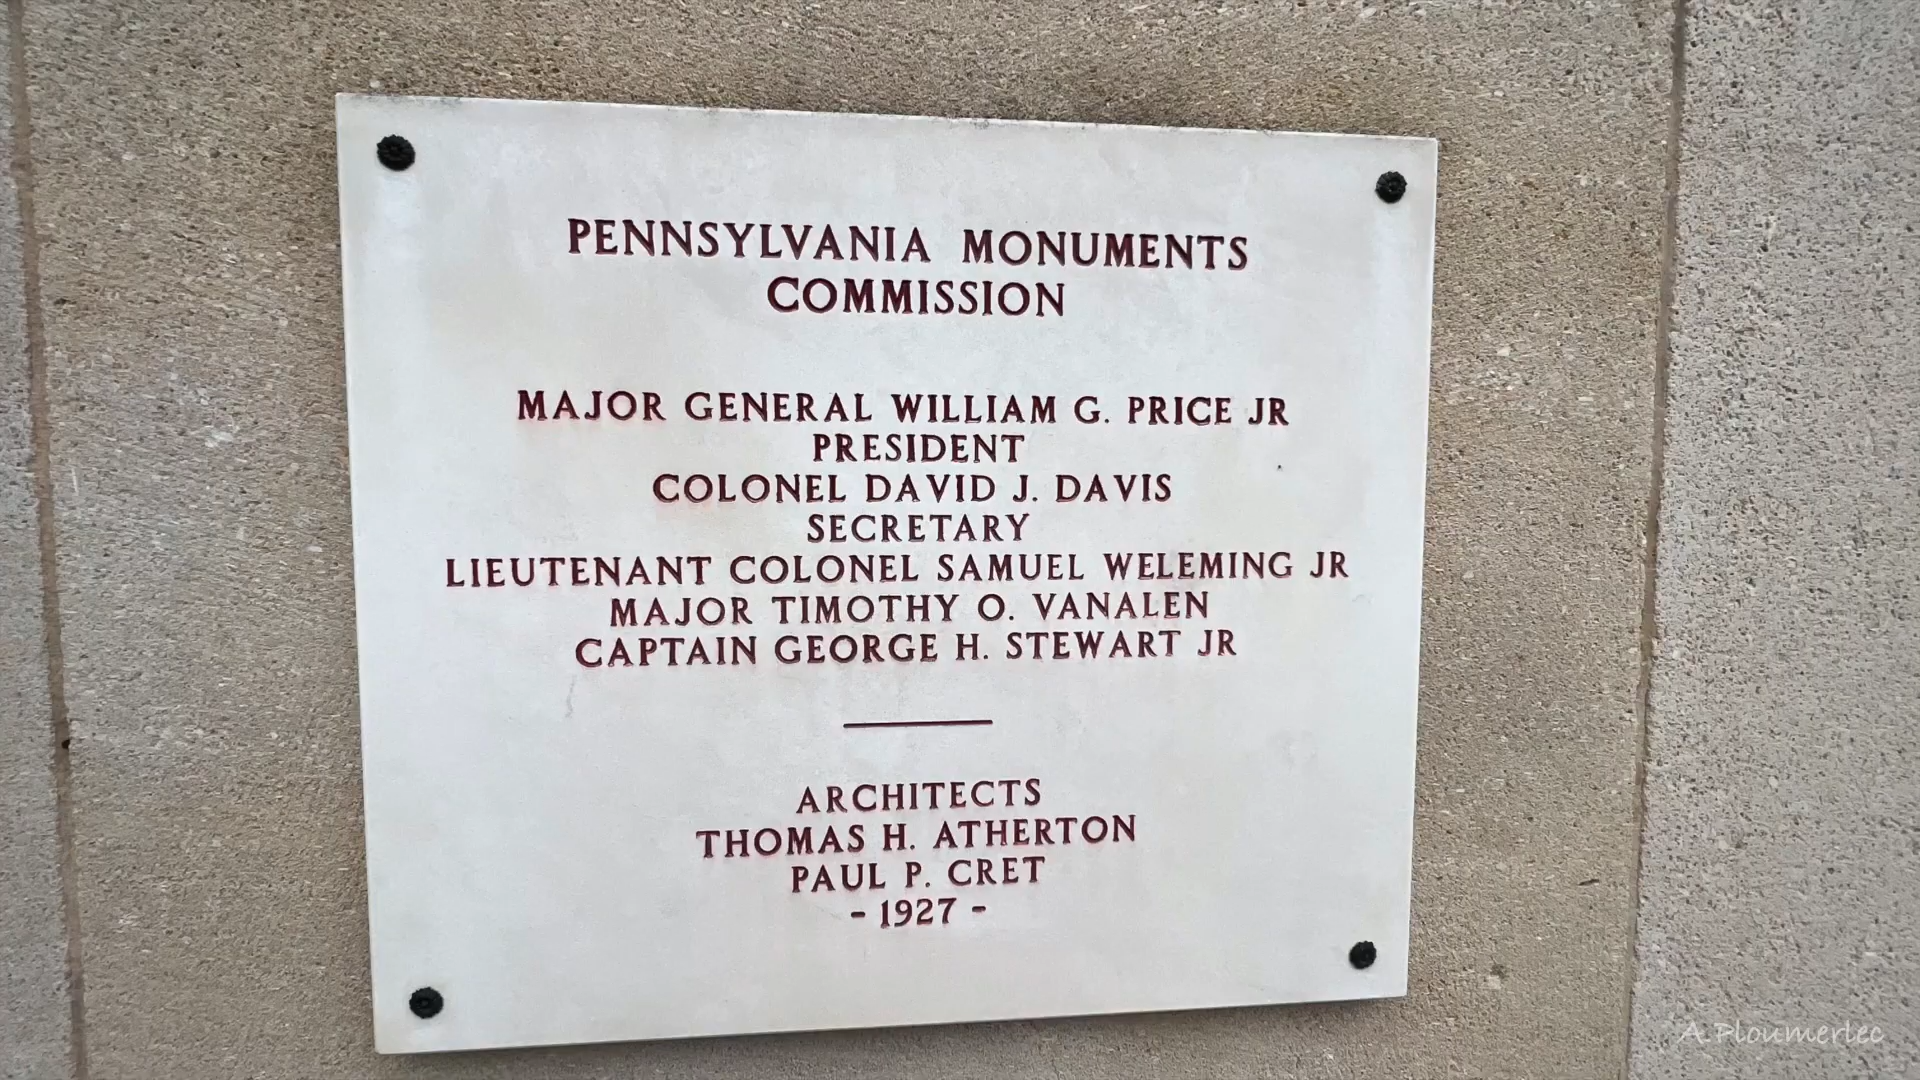 PENNSYLVANIA MONUMENTS
COMMISSION
MAJOR GENERAL WILLIAM G. PRICE JR
PRESIDENT
COLONEL DAVID J. DAVIS
SECRETARY
LIEUTENANT COLONEL SAMUEL WELEMING JR
MAJOR TIMOTHY O. VANALEN
CAPTAIN GEORGE H. STEWART JR
ARCHITECTS
THOMAS H. ATHERTON
PAUL P. CRET
- 1927 -
A.Ploumerlec